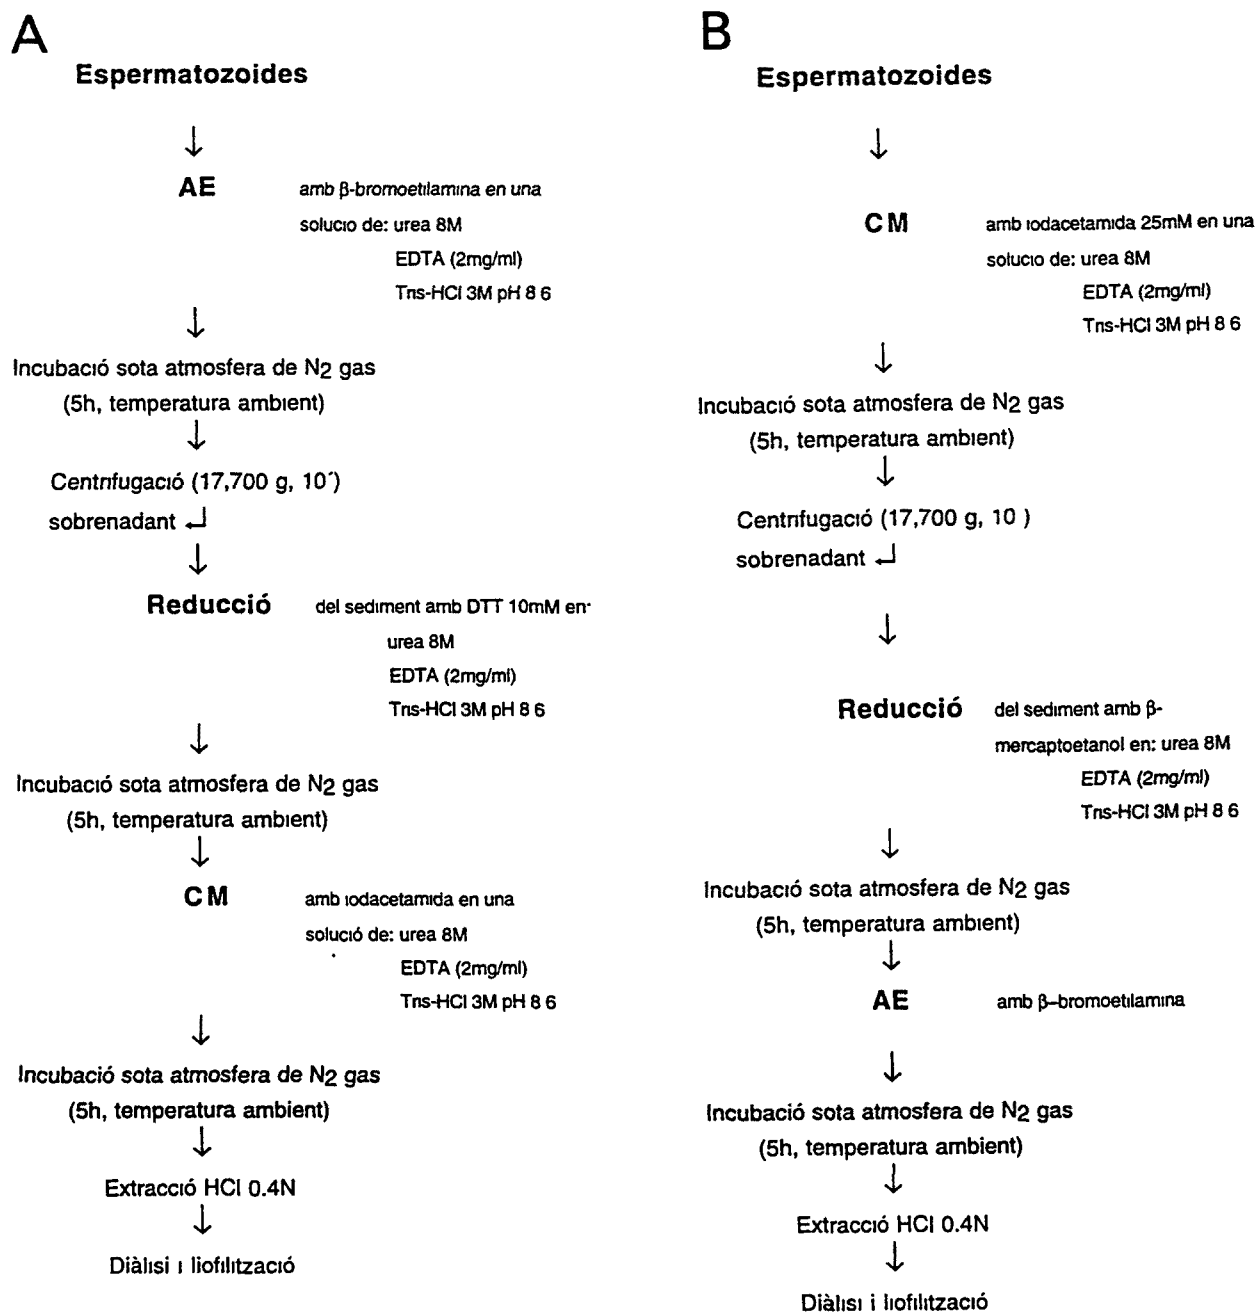 A
Espermatozoides
↓
AE amb β-bromoetilamina en una
solucio de: urea 8M
EDTA (2mg/ml)
Tris-HCl 3M pH 8 6
↓
Incubació sota atmosfera de N2 gas
(5h, temperatura ambient)
↓
Centrifugació (17,700 g, 10´)
sobrenadant ↲
↓
Reducció del sediment amb DTT 10mM en·
urea 8M
EDTA (2mg/ml)
Tris-HCl 3M pH 8 6
↓
Incubació sota atmosfera de N2 gas
(5h, temperatura ambient)
↓
CM amb iodacetamida en una
solució de: urea 8M
EDTA (2mg/ml)
Tris-HCl 3M pH 8 6
↓
Incubació sota atmosfera de N2 gas
(5h, temperatura ambient)
↓
Extracció HCl 0.4N
↓
Diàlisi i liofilització
B
Espermatozoides
↓
CM amb iodacetamida 25mM en una
solucio de: urea 8M
EDTA (2mg/ml)
Tris-HCl 3M pH 8 6
↓
Incubació sota atmosfera de N2 gas
(5h, temperatura ambient)
↓
Centrifugació (17,700 g, 10 )
sobrenadant ↲
↓
Reducció del sediment amb β-
mercaptoetanol en: urea 8M
EDTA (2mg/ml)
Tris-HCl 3M pH 8 6
↓
Incubació sota atmosfera de N2 gas
(5h, temperatura ambient)
↓
AE amb β–bromoetilamina
↓
Incubació sota atmosfera de N2 gas
(5h, temperatura ambient)
↓
Extracció HCl 0.4N
↓
Diàlisi i liofilització